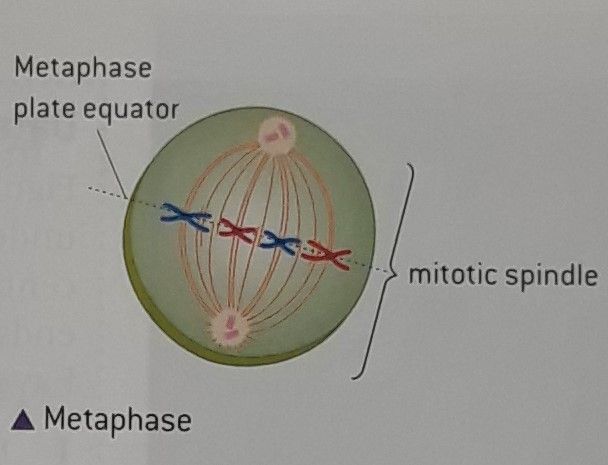 Metaphase
plate equator
mitotic spindle
▲ Metaphase